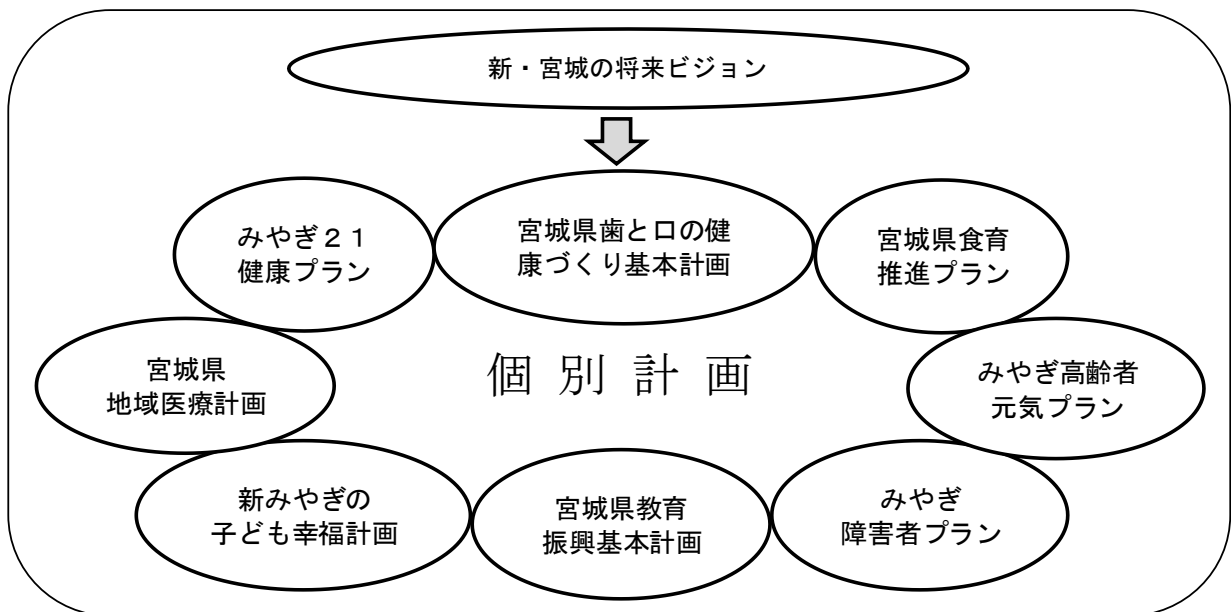 新・宮城の将来ビジョン
宮城県歯と口の健
康づくり基本計画
みやぎ２１
健康プラン
宮城県食育
推進プラン
宮城県
地域医療計画
個別計画
みやぎ高齢者
元気プラン
新みやぎの
子ども幸福計画
宮城県教育
振興基本計画
みやぎ
障害者プラン